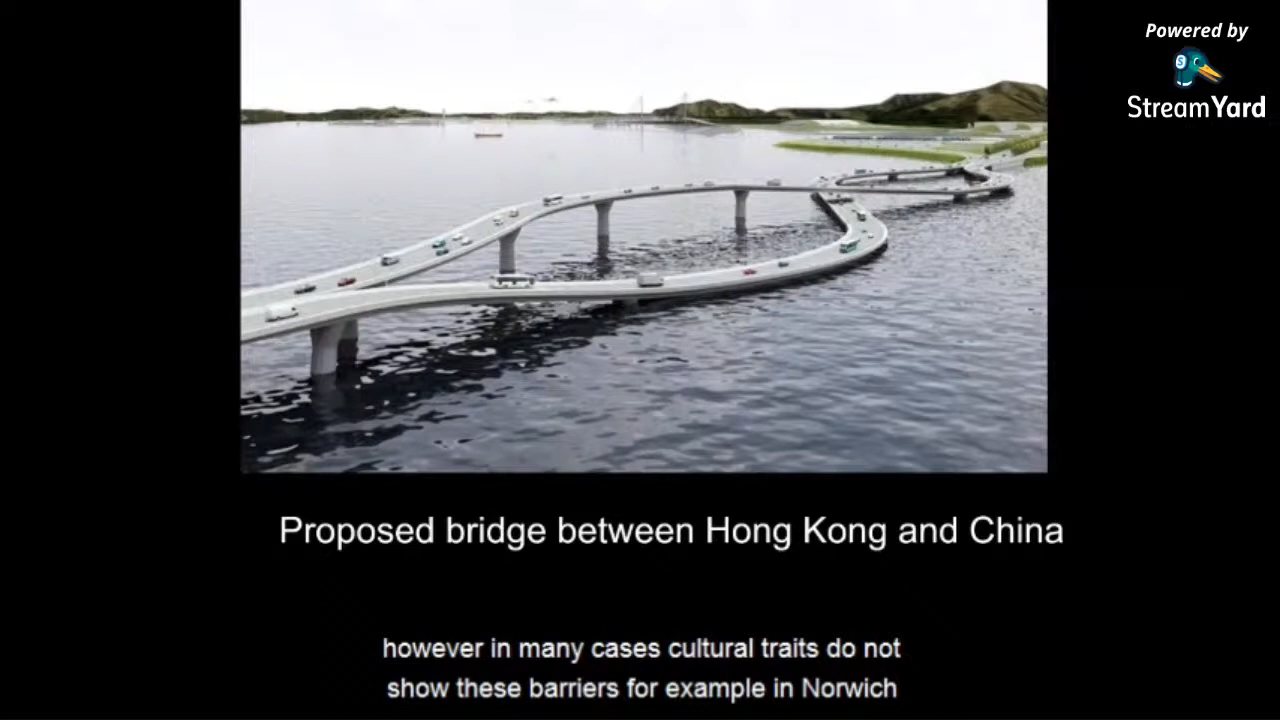 Powered by
StreamYard
Proposed bridge between Hong Kong and China
however in many cases cultural traits do not
show these barriers for example in Norwich